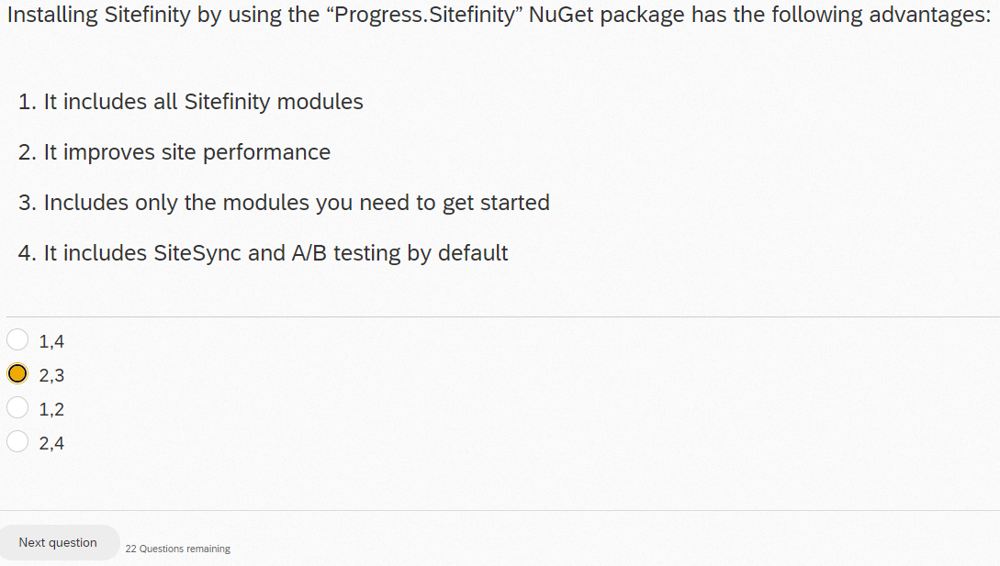 Installing Sitefinity by using the “Progress.Sitefinity” NuGet package has the following advantages:
1. It includes all Sitefinity modules
2. It improves site performance
3. Includes only the modules you need to get started
4. It includes SiteSync and A/B testing by default
1,4
2,3
1,2
2,4
Next question
22 Questions remaining